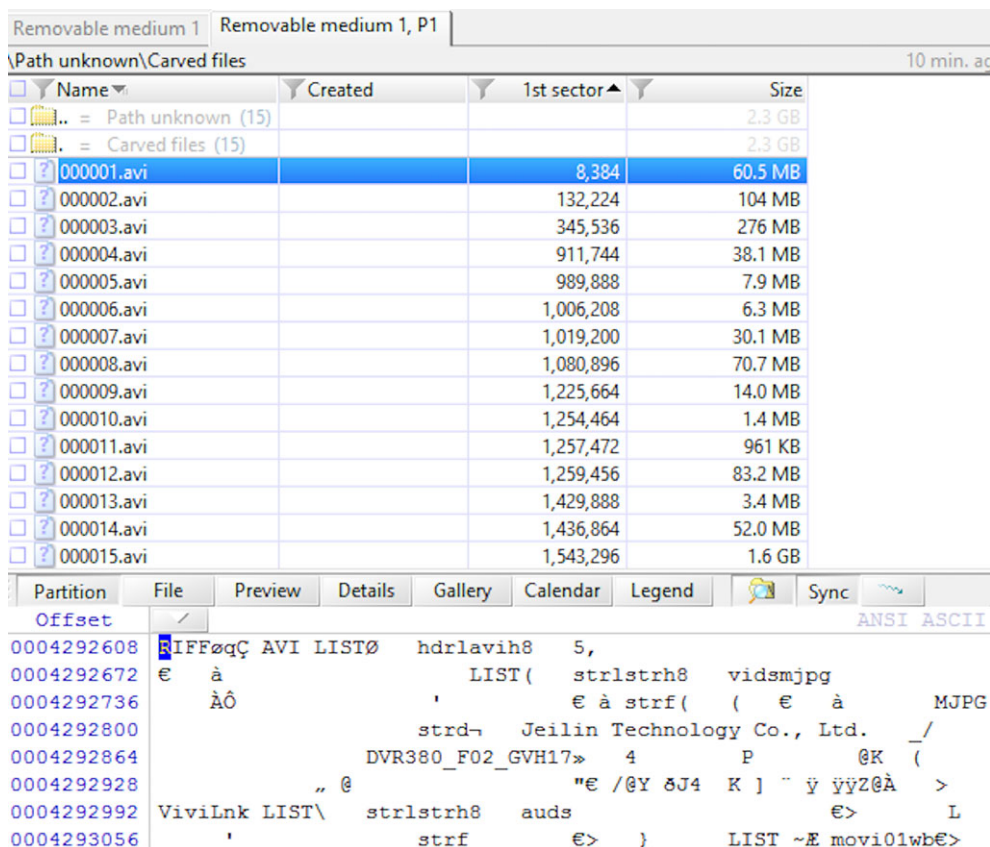 Removable medium 1 Removable medium 1, P1
\Path unknown\Carved files 10 min. ag
Name Created 1st sector Size
.. = Path unknown (15) 2.3 GB
. = Carved files (15) 2.3 GB
000001.avi 8,384 60.5 MB
000002.avi 132,224 104 MB
000003.avi 345,536 276 MB
000004.avi 911,744 38.1 MB
000005.avi 989,888 7.9 MB
000006.avi 1,006,208 6.3 MB
000007.avi 1,019,200 30.1 MB
000008.avi 1,080,896 70.7 MB
000009.avi 1,225,664 14.0 MB
000010.avi 1,254,464 1.4 MB
000011.avi 1,257,472 961 KB
000012.avi 1,259,456 83.2 MB
000013.avi 1,429,888 3.4 MB
000014.avi 1,436,864 52.0 MB
000015.avi 1,543,296 1.6 GB
Partition File Preview Details Gallery Calendar Legend Sync
Offset ANSI ASCII
0004292608 RIFFøqÇ AVI LISTØ hdrlavih8 5,
0004292672 € à LIST( strlstrh8 vidsmjpg
0004292736 ÀÔ ' € à strf( ( € à MJPG
0004292800 strd¬ Jeilin Technology Co., Ltd. _/
0004292864 DVR380_F02_GVH17» 4 P @K (
0004292928 „ @ "€ /@Y ðJ4 K ] ¨ ÿ ÿÿZ@À >
0004292992 ViviLnk LIST\ strlstrh8 auds €> L
0004293056 ' strf €> } LIST ~Æ movi01wb€>